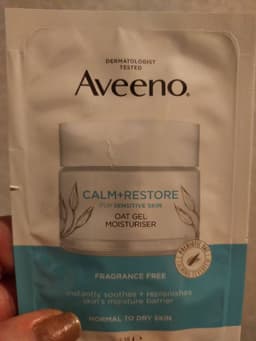 DERMATOLOGIST
TESTED
Aveeno.
CALM+RESTORE
FOR SENSITIVE SKIN
OAT GEL
MOISTURISER
FRAGRANCE FREE
instantly soothes + replenishes
skin's moisture barrier
NORMAL TO DRY SKIN